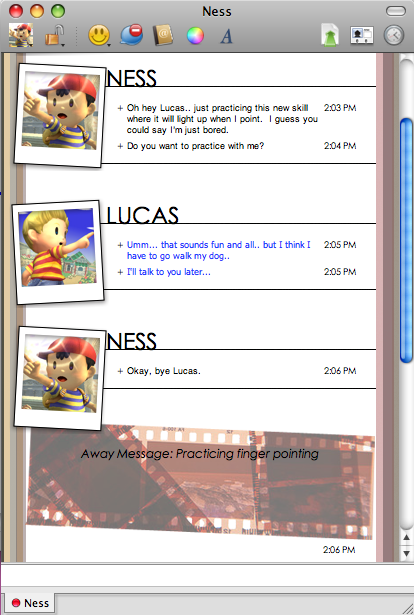 Ness
NESS
+ Oh hey Lucas.. just practicing this new skill 2:03 PM
where it will light up when I point.  I guess you
could say I'm just bored.
+ Do you want to practice with me? 2:04 PM
LUCAS
+ Umm... that sounds fun and all.. but I think I 2:05 PM
have to go walk my dog..
+ I'll talk to you later... 2:05 PM
NESS
+ Okay, bye Lucas. 2:06 PM
Away Message: Practicing finger pointing
2:06 PM
Ness